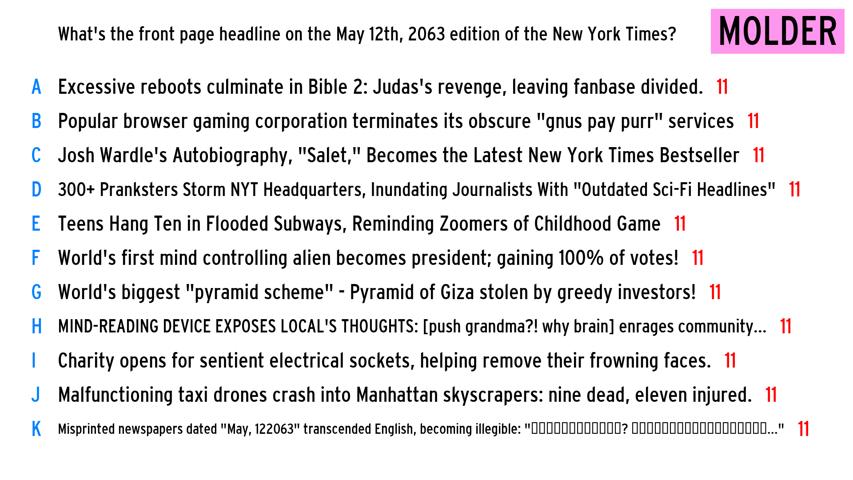 What's the front page headline on the May 12th, 2063 edition of the New York Times?
MOLDER
A Excessive reboots culminate in Bible 2: Judas's revenge, leaving fanbase divided. 11
B Popular browser gaming corporation terminates its obscure "gnus pay purr" services 11
C Josh Wardle's Autobiography, "Salet," Becomes the Latest New York Times Bestseller 11
D 300+ Pranksters Storm NYT Headquarters, Inundating Journalists With "Outdated Sci-Fi Headlines" 11
E Teens Hang Ten in Flooded Subways, Reminding Zoomers of Childhood Game 11
F World's first mind controlling alien becomes president; gaining 100% of votes! 11
G World's biggest "pyramid scheme" - Pyramid of Giza stolen by greedy investors! 11
H MIND-READING DEVICE EXPOSES LOCAL'S THOUGHTS: [push grandma?! why brain] enrages community... 11
I Charity opens for sentient electrical sockets, helping remove their frowning faces. 11
J Malfunctioning taxi drones crash into Manhattan skyscrapers: nine dead, eleven injured. 11
K Misprinted newspapers dated "May, 122063" transcended English, becoming illegible: "▯▯▯▯▯▯▯▯▯▯▯▯▯? ▯▯▯▯▯▯▯▯▯▯▯▯▯▯▯▯▯▯▯..." 11